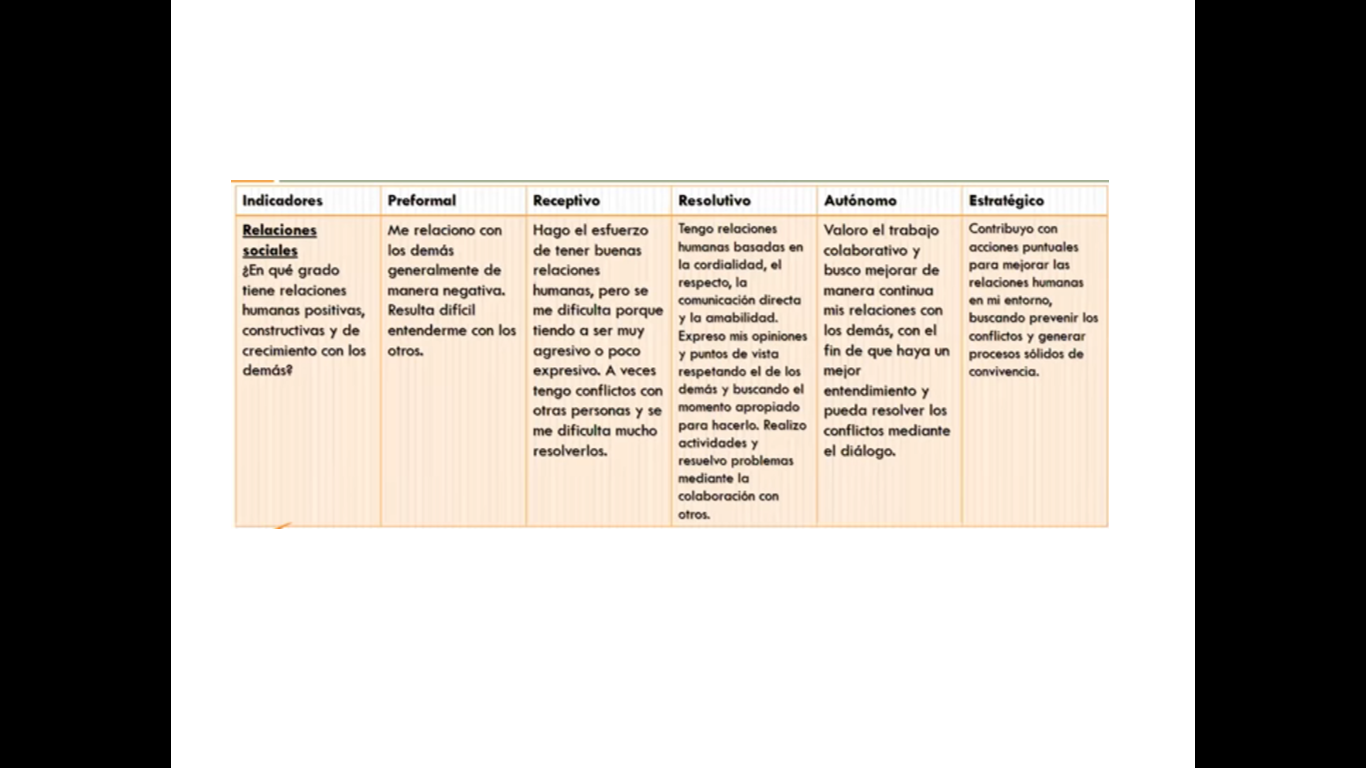 Indicadores
Preformal
Receptivo
Resolutivo
Autónomo
Estratégico
Relaciones
sociales
¿En qué grado
tiene relaciones
humanas positivas,
constructivas y de
crecimiento con los
demás?
Me relaciono con
los demás
generalmente de
manera negativa.
Resulta difícil
entenderme con los
otros.
Hago el esfuerzo
de tener buenas
relaciones
humanas, pero se
me dificulta porque
tiendo a ser muy
agresivo o poco
expresivo. A veces
tengo conflictos con
otras personas y se
me dificulta mucho
resolverlos.
Tengo relaciones
humanas basadas en
la cordialidad, el
respecto, la
comunicación directa
y la amabilidad.
Expreso mis opiniones
y puntos de vista
respetando el de los
demás y buscando el
momento apropiado
para hacerlo. Realizo
actividades y
resuelvo problemas
mediante la
colaboración con
otros.
Valoro el trabajo
colaborativo y
busco mejorar de
manera continua
mis relaciones con
los demás, con el
fin de que haya un
mejor
entendimiento y
pueda resolver los
conflictos mediante
el diálogo.
Contribuyo con
acciones puntuales
para mejorar las
relaciones humanas
en mi entorno,
buscando prevenir los
conflictos y generar
procesos sólidos de
convivencia.